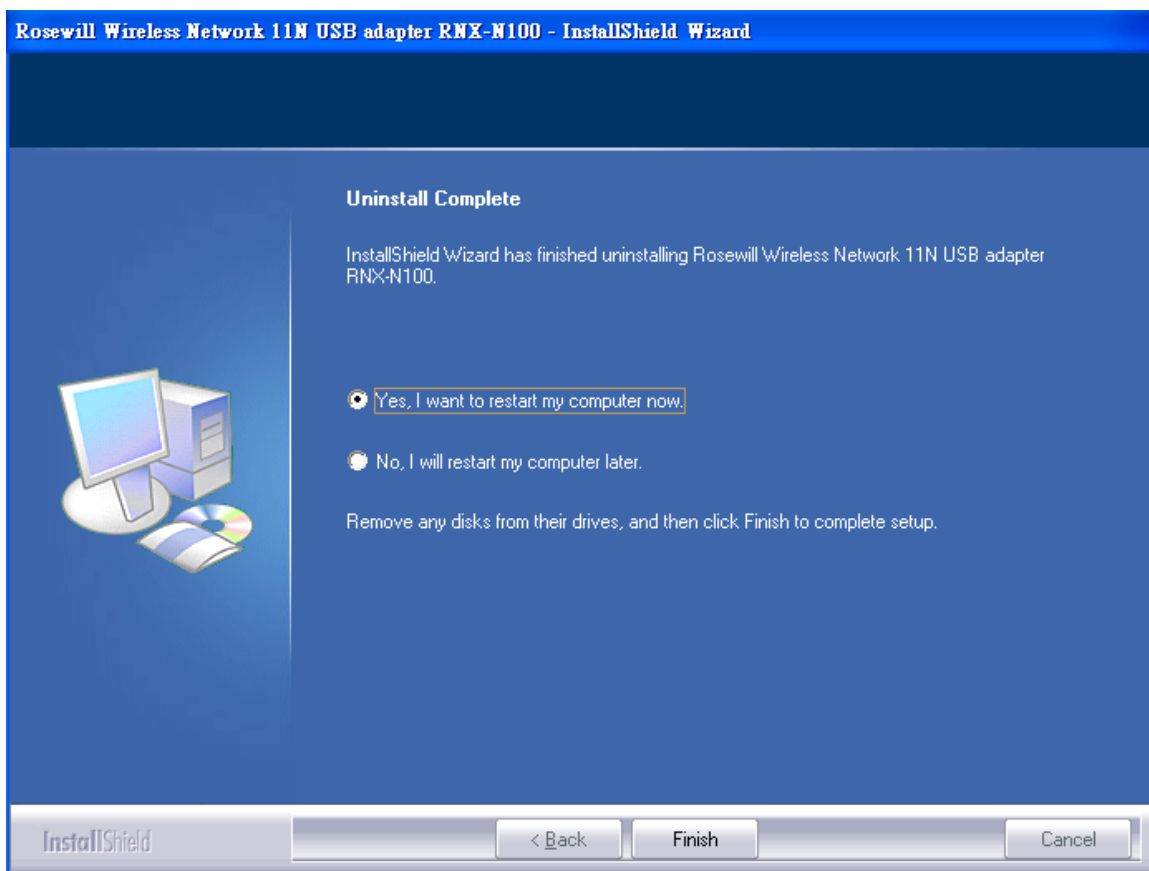 Rosewill Wireless Network 11N USB adapter RNX-N100 - InstallShield Wizard
Uninstall Complete
InstallShield Wizard has finished uninstalling Rosewill Wireless Network 11N USB adapter
RNX-N100.
Yes, I want to restart my computer now.
No, I will restart my computer later.
Remove any disks from their drives, and then click Finish to complete setup.
InstallShield
< Back
Finish
Cancel